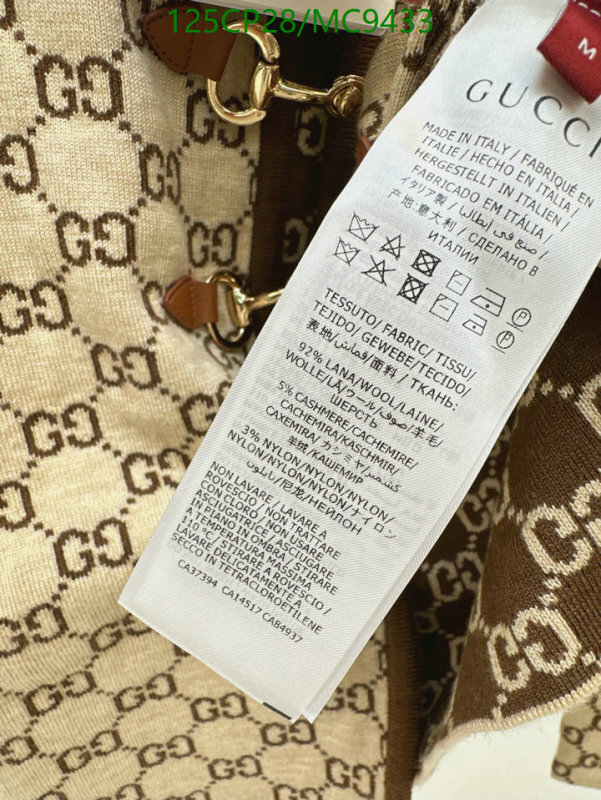 125CP28/MC9433
M
GUCCI
MADE IN ITALY / FABRIQUÉ EN
ITALIE / HECHO EN ITALIA /
HERGESTELLT IN ITALIEN /
FABRICADO EM ITÁLIA /
イタリア製 / صنع في إيطاليا /
产地:意大利 / СДЕЛАНО В
ИТАЛИИ
TESSUTO/ FABRIC/ TISSU/
TEJIDO/ GEWEBE/TECIDO/
表地/قماش/面料 / ТКАНЬ:
92% LANA/WOOL/LAINE/
WOLLE/LÃ/ウール/صوف/羊毛/
ШЕРСТЬ
5% CASHMERE/CACHEMIRE/
CACHEMIRA/KASCHMIR/
CAXEMIRA/ カシミヤ/كشمير/
羊绒/КАШЕМИР
3% NYLON/NYLON/NYLON/
NYLON/NYLON/NYLON/ナイロン
/نايلون/尼龙/НЕЙЛОН
NON LAVARE / LAVARE A
ROVESCIO / NON TRATTARE
CON CLORO / NON USARE
ASCIUGATRICE/ ASCIUGARE
IN PIANO IN OMBRA / STIRARE
A TEMPERATURA MASSIMA
110 °C/ STIRARE A ROVESCIO /
LAVARE DELICATAMENTE A
SECCO IN TETRACLOROETILENE
CA37394 CA14517 CA84937